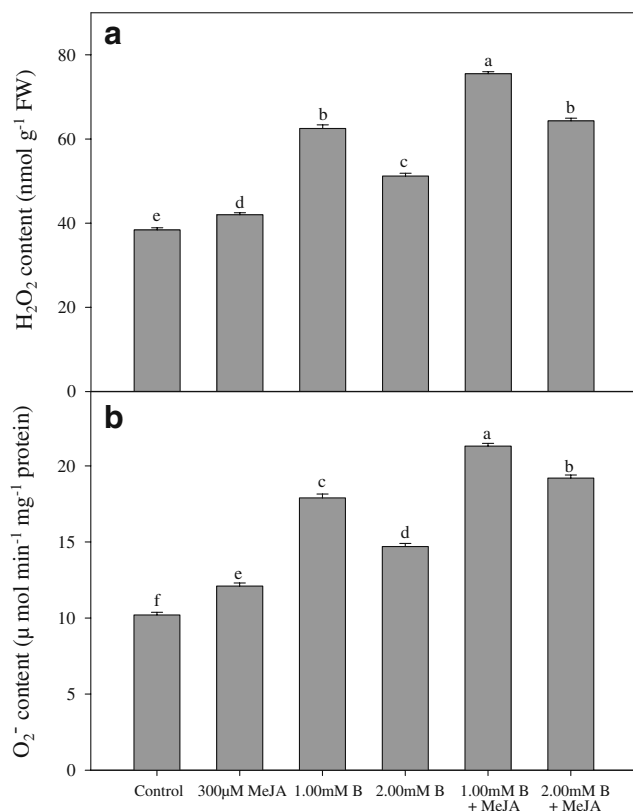 a
H₂O₂ content (nmol g⁻¹ FW)
80
60
40
20
0
e
d
b
c
a
b
b
O₂⁻ content (µ mol min⁻¹ mg⁻¹ protein)
20
15
10
5
0
f
e
c
d
a
b
Control
300µM MeJA
1.00mM B
2.00mM B
1.00mM B
+ MeJA
2.00mM B
+ MeJA